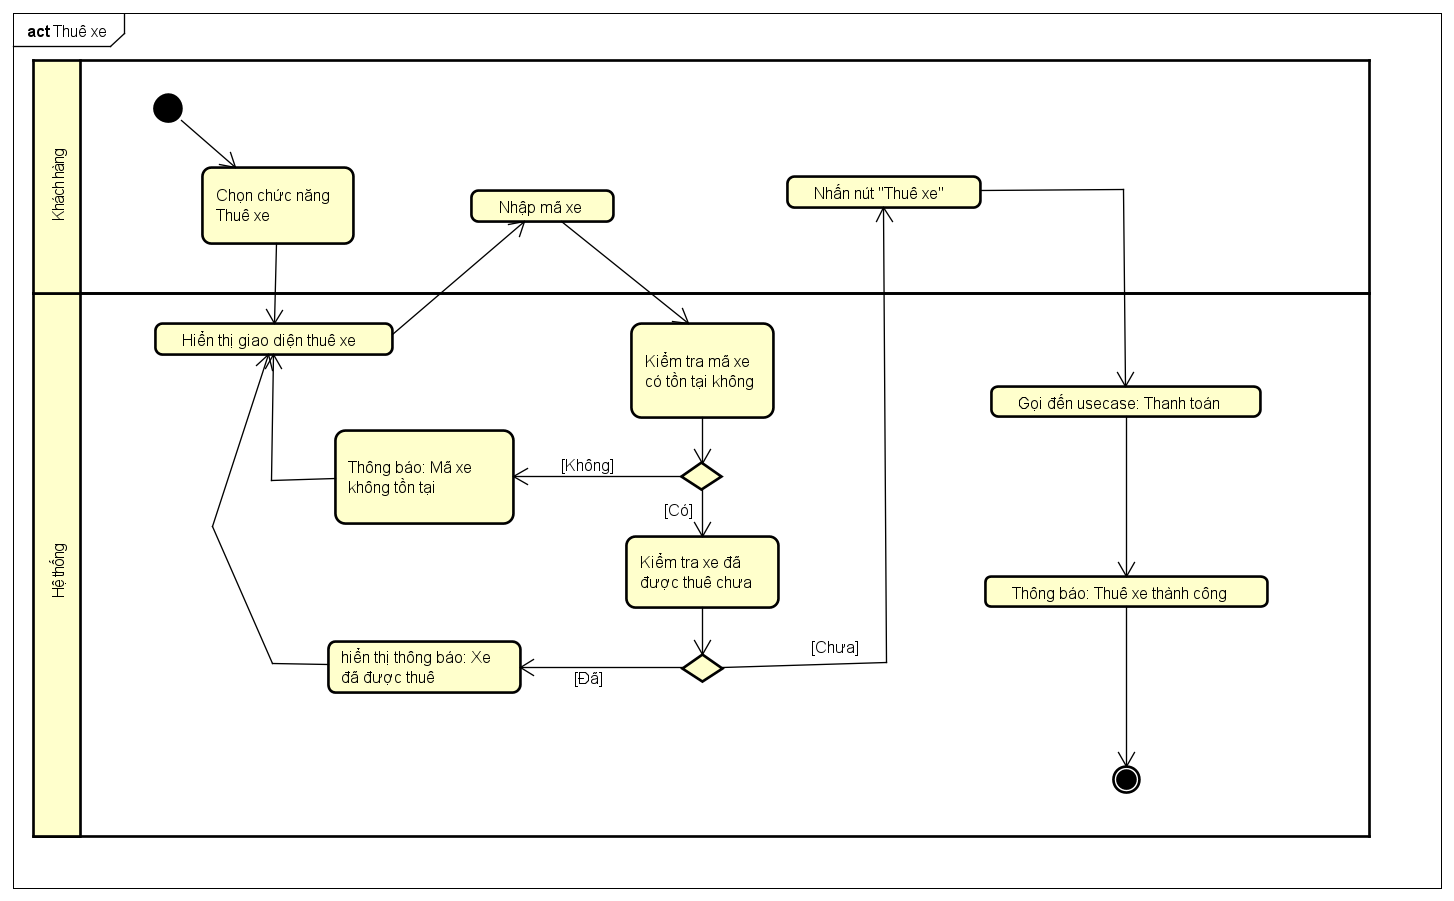 act Thuê xe
Khách hàng
Chọn chức năng
Thuê xe
Nhập mã xe
Nhấn nút "Thuê xe"
Hệ thống
Hiển thị giao diện thuê xe
Kiểm tra mã xe
có tồn tại không
Gọi đến usecase: Thanh toán
Thông báo: Mã xe
không tồn tại
[Không]
[Có]
Kiểm tra xe đã
được thuê chưa
Thông báo: Thuê xe thành công
hiển thị thông báo: Xe
đã được thuê
[Đã]
[Chưa]